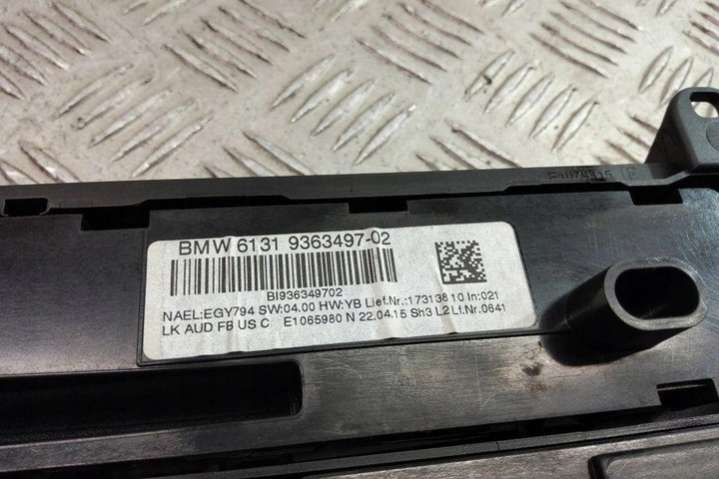 BMW 6131 9363497-02
BI936349702
NAEL:EGY794 SW:04.00 HW:YB Lief.Nr.:17313810 In:021
LK AUD FB US C E1065980 N 22.04.15 Sh3 L2 Lf.Nr.0641